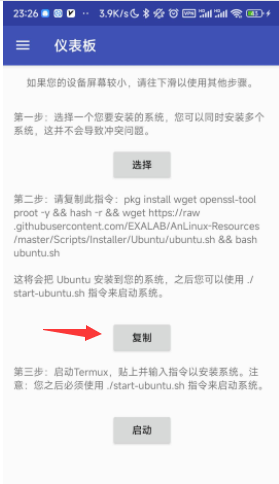 23:26 ·· 3.9K/s
仪表板
如果您的设备屏幕较小，请往下滑以使用其他步骤。
第一步：选择一个您要安装的系统，您可以同时安装多个
系统，这并不会导致冲突问题。
选择
第二步：请复制此指令：pkg install wget openssl-tool
proot -y && hash -r && wget https://raw
.githubusercontent.com/EXALAB/AnLinux-Resources
/master/Scripts/Installer/Ubuntu/ubuntu.sh && bash
ubuntu.sh
这将会把 Ubuntu 安装到您的系统，之后您可以使用 ./
start-ubuntu.sh 指令来启动系统。
复制
第三步：启动Termux，贴上并输入指令以安装系统。注
意：您之后必须使用 ./start-ubuntu.sh 指令来启动系统。
启动